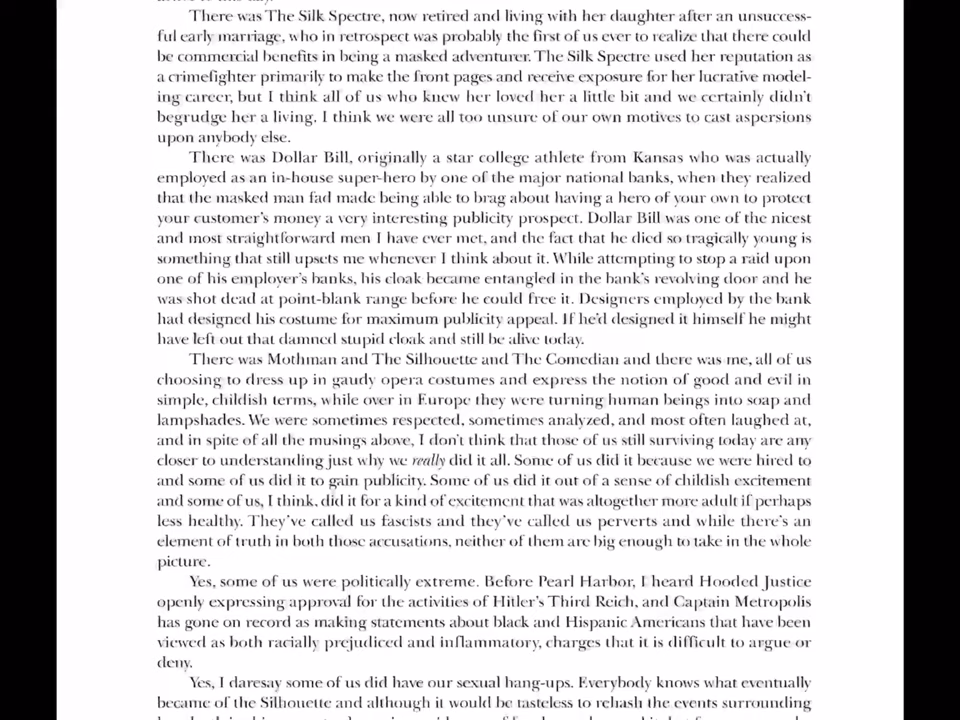 There was The Silk Spectre, now retired and living with her daughter after an unsuccess-
ful early marriage, who in retrospect was probably the first of us ever to realize that there could
be commercial benefits in being a masked adventurer. The Silk Spectre used her reputation as
a crimefighter primarily to make the front pages and receive exposure for her lucrative model-
ing career, but I think all of us who knew her loved her a little bit and we certainly didn't
begrudge her a living. I think we were all too unsure of our own motives to cast aspersions
upon anybody else.
There was Dollar Bill, originally a star college athlete from Kansas who was actually
employed as an in-house super-hero by one of the major national banks, when they realized
that the masked man fad made being able to brag about having a hero of your own to protect
your customer's money a very interesting publicity prospect. Dollar Bill was one of the nicest
and most straightforward men I have ever met, and the fact that he died so tragically young is
something that still upsets me whenever I think about it. While attempting to stop a raid upon
one of his employer's banks, his cloak became entangled in the bank's revolving door and he
was shot dead at point-blank range before he could free it. Designers employed by the bank
had designed his costume for maximum publicity appeal. If he'd designed it himself he might
have left out that damned stupid cloak and still be alive today.
There was Mothman and The Silhouette and The Comedian and there was me, all of us
choosing to dress up in gaudy opera costumes and express the notion of good and evil in
simple, childish terms, while over in Europe they were turning human beings into soap and
lampshades. We were sometimes respected, sometimes analyzed, and most often laughed at,
and in spite of all the musings above, I don't think that those of us still surviving today are any
closer to understanding just why we really did it all. Some of us did it because we were hired to
and some of us did it to gain publicity. Some of us did it out of a sense of childish excitement
and some of us, I think, did it for a kind of excitement that was altogether more adult if perhaps
less healthy. They've called us fascists and they've called us perverts and while there's an
element of truth in both those accusations, neither of them are big enough to take in the whole
picture.
Yes, some of us were politically extreme. Before Pearl Harbor, I heard Hooded Justice
openly expressing approval for the activities of Hitler's Third Reich, and Captain Metropolis
has gone on record as making statements about black and Hispanic Americans that have been
viewed as both racially prejudiced and inflammatory, charges that it is difficult to argue or
deny.
Yes, I daresay some of us did have our sexual hang-ups. Everybody knows what eventually
became of the Silhouette and although it would be tasteless to rehash the events surrounding